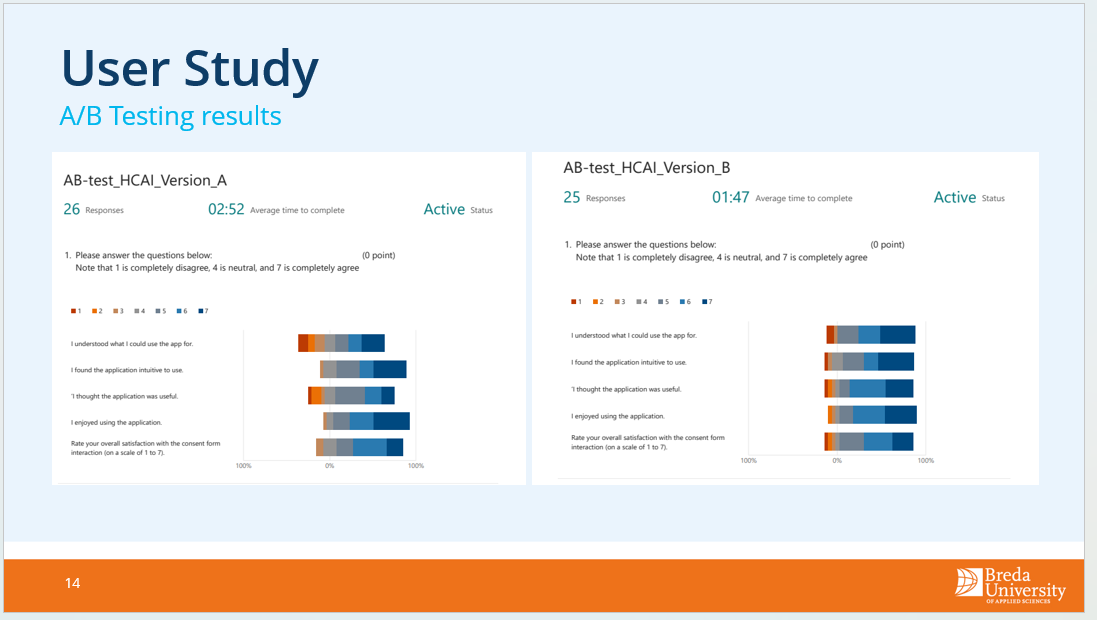 User Study
A/B Testing results
AB-test_HCAI_Version_A
26 Responses
02:52 Average time to complete
Active Status
1. Please answer the questions below:
(0 point)
Note that 1 is completely disagree, 4 is neutral, and 7 is completely agree
1 2 3 4 5 6 7
I understood what I could use the app for.
I found the application intuitive to use.
'I thought the application was useful.
I enjoyed using the application.
Rate your overall satisfaction with the consent form
interaction (on a scale of 1 to 7).
100% 0% 100%
AB-test_HCAI_Version_B
25 Responses
01:47 Average time to complete
Active Status
1. Please answer the questions below:
(0 point)
Note that 1 is completely disagree, 4 is neutral, and 7 is completely agree
1 2 3 4 5 6 7
I understood what I could use the app for.
I found the application intuitive to use.
'I thought the application was useful.
I enjoyed using the application.
Rate your overall satisfaction with the consent form
interaction (on a scale of 1 to 7).
100% 0% 100%
14
Breda
University
OF APPLIED SCIENCES